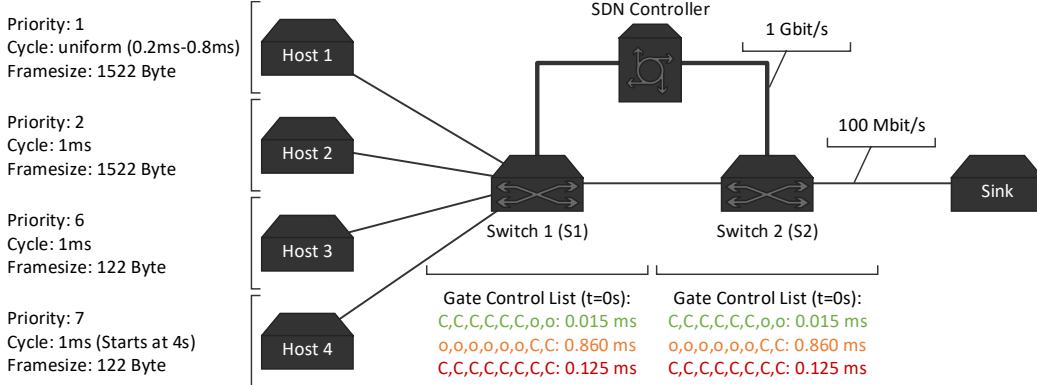 SDN Controller
Priority: 1
Cycle: uniform (0.2ms-0.8ms)
Framesize: 1522 Byte
Host 1
1 Gbit/s
Priority: 2
Cycle: 1ms
Framesize: 1522 Byte
Host 2
100 Mbit/s
Sink
Priority: 6
Cycle: 1ms
Framesize: 122 Byte
Host 3
Switch 1 (S1)
Switch 2 (S2)
Priority: 7
Cycle: 1ms (Starts at 4s)
Framesize: 122 Byte
Host 4
Gate Control List (t=0s):
C,C,C,C,C,C,o,o: 0.015 ms
o,o,o,o,o,o,C,C: 0.860 ms
C,C,C,C,C,C,C,C: 0.125 ms
Gate Control List (t=0s):
C,C,C,C,C,C,o,o: 0.015 ms
o,o,o,o,o,o,C,C: 0.860 ms
C,C,C,C,C,C,C,C: 0.125 ms